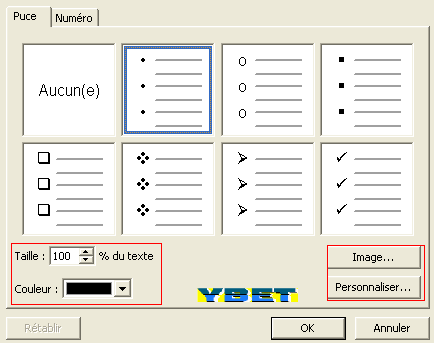 Puce
Numéro
Aucun(e)
Taille : 100 % du texte
Image...
Couleur :
YBET
Personnaliser...
Rétablir
OK
Annuler